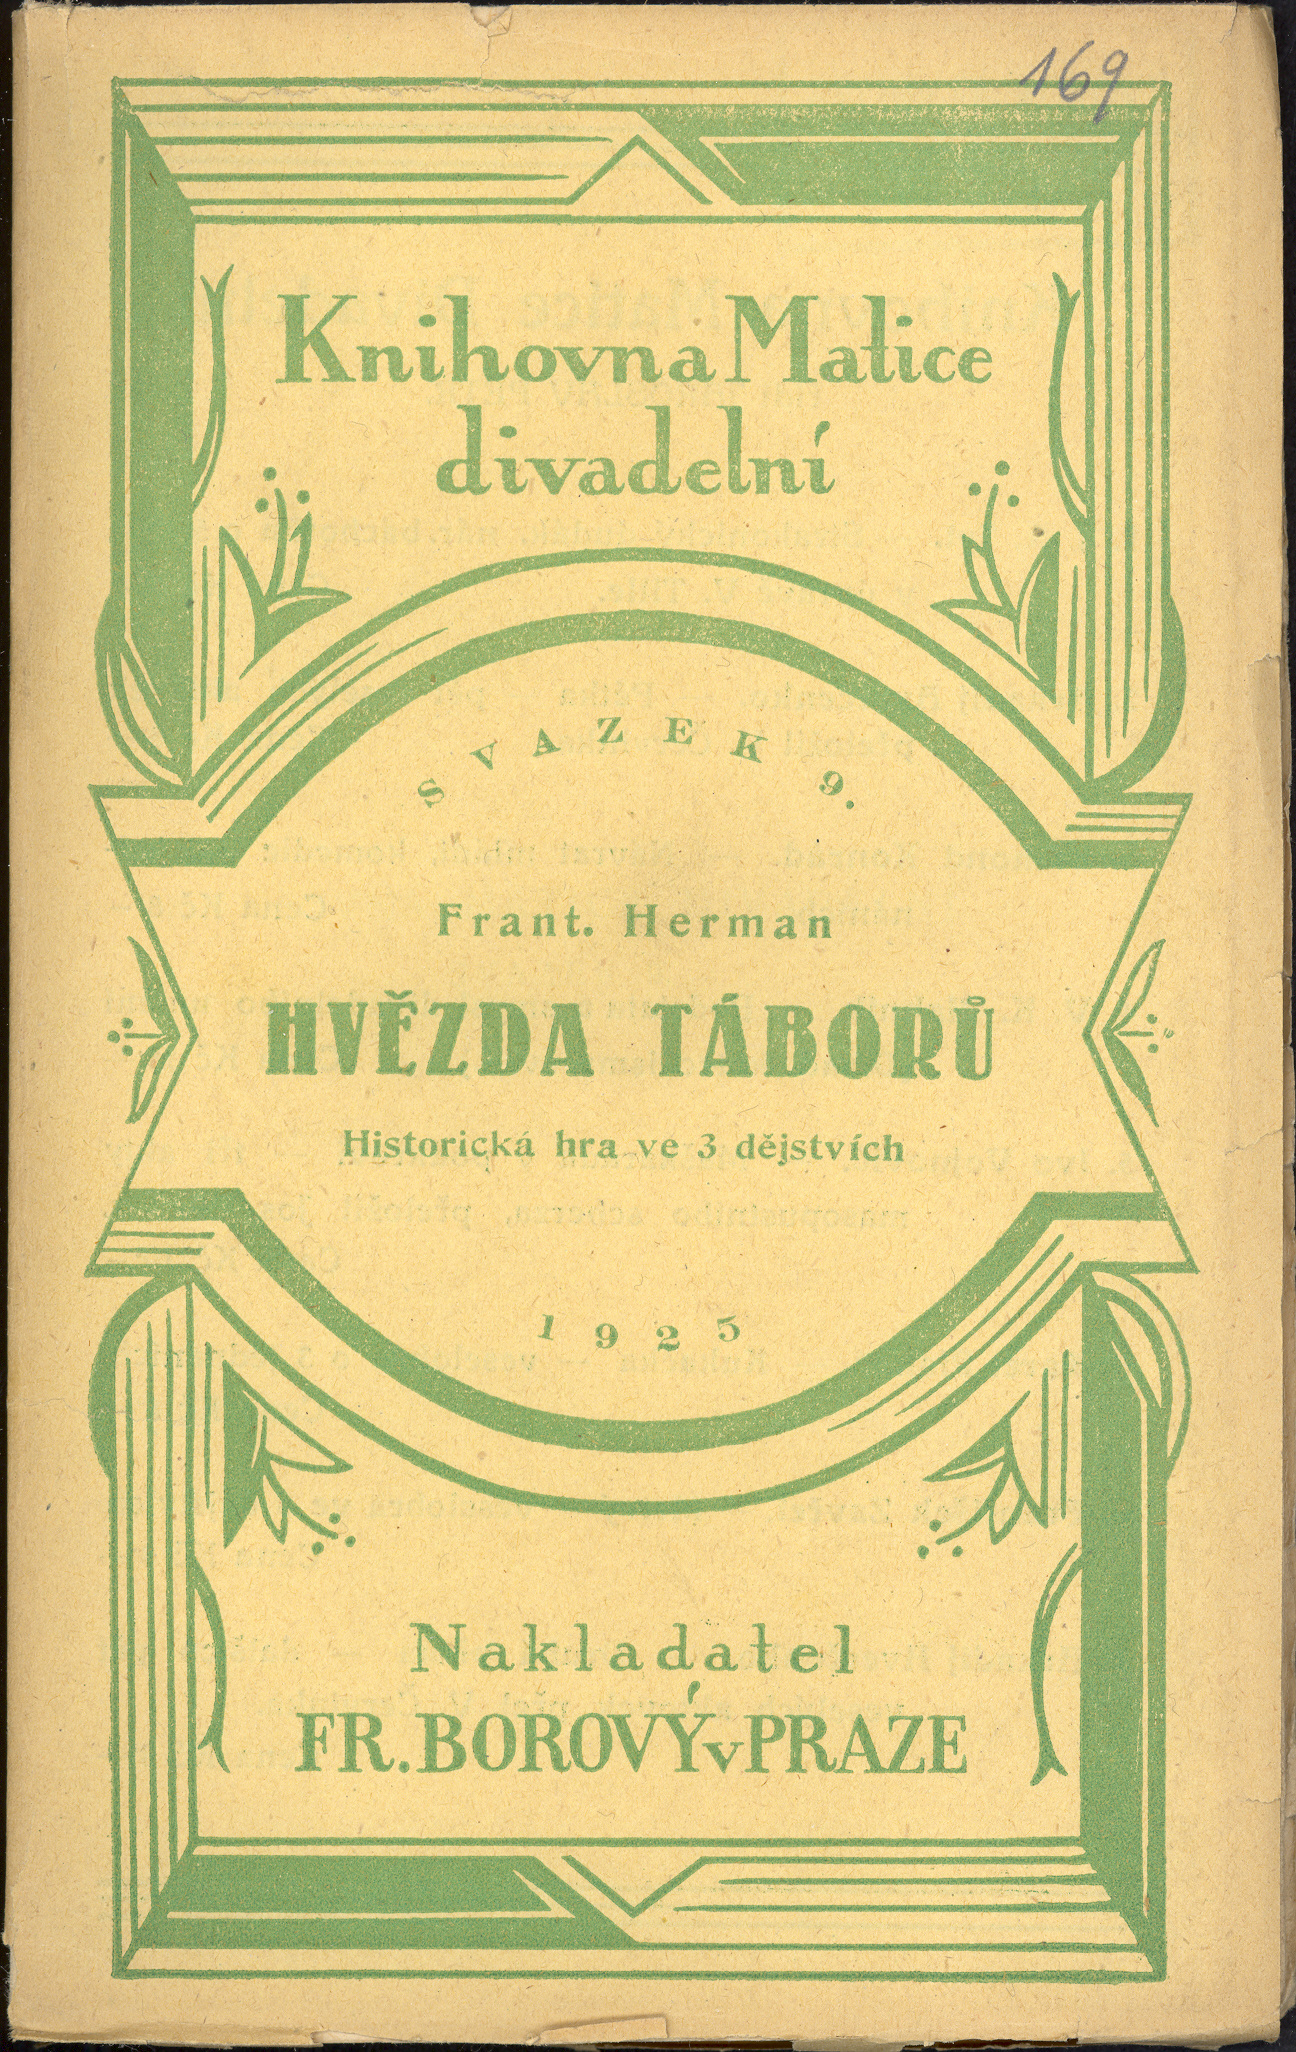 169
Knihovna Matice
divadelní
SVAZEK 9.
Frant. Herman
HVĚZDA TÁBORŮ
Historická hra ve 3 dějstvích
1925
Nakladatel
FR. BOROVÝ v PRAZE